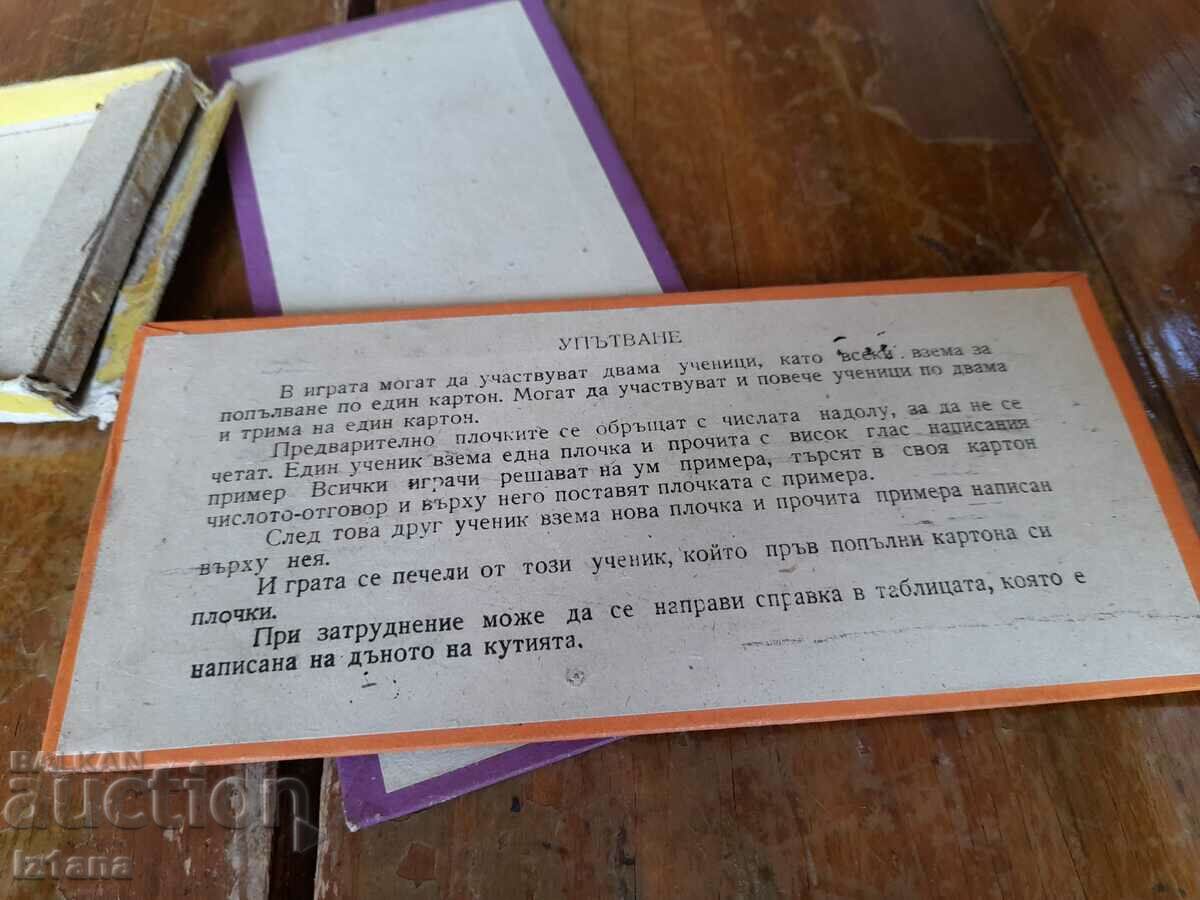 УПЪТВАНЕ
В играта могат да участвуват двама ученици, като всеки взема за
попълване по един картон. Могат да участвуват и повече ученици по двама
и трима на един картон.
Предварително плочките се обръщат с числата надолу, за да не се
четат. Един ученик взема една плочка и прочита с висок глас написания
пример Всички играчи решават на ум примера, търсят в своя картон
числото-отговор и върху него поставят плочката с примера.
След това друг ученик взема нова плочка и прочита примера написан
върху нея.
И грата се печели от този ученик, който пръв попълни картона си
плочки.
При затруднение може да се направи справка в таблицата, която е
написана на дъното на кутията.
BALKAN
auction
Iztana